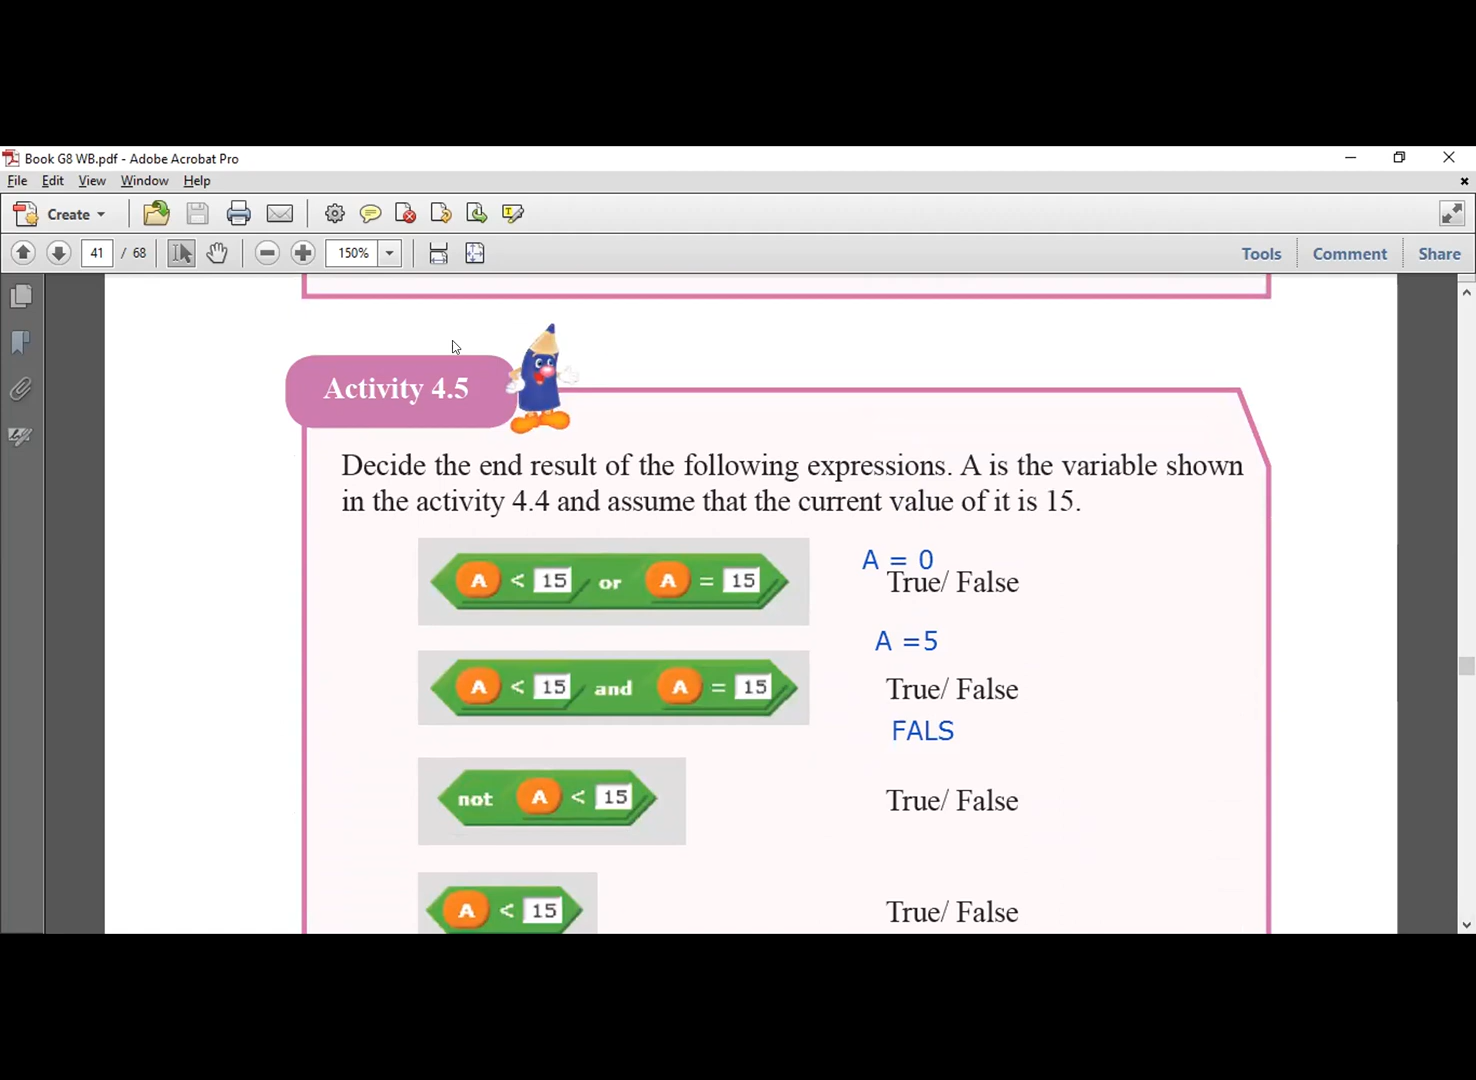 Book G8 WB.pdf - Adobe Acrobat Pro
File Edit View Window Help
Create
41 / 68 150% Tools Comment Share
Activity 4.5
Decide the end result of the following expressions. A is the variable shown
in the activity 4.4 and assume that the current value of it is 15.
A = 0
A < 15 or A = 15 True/ False
A =5
A < 15 and A = 15 True/ False
FALS
not A < 15 True/ False
A < 15 True/ False